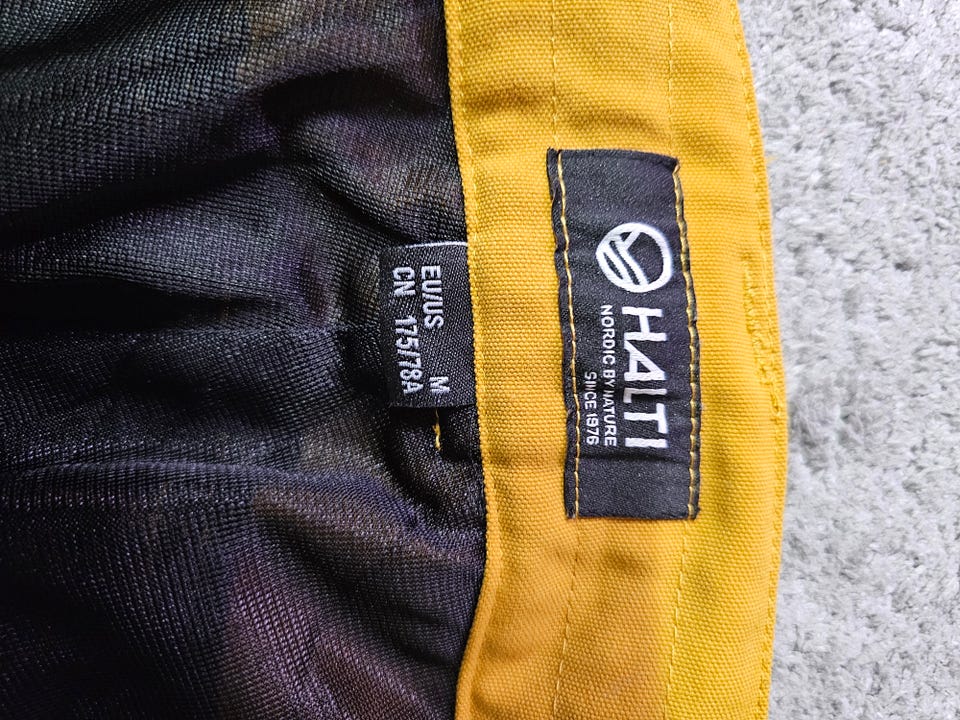 HALTI
NORDIC BY NATURE
SINCE 1976
EU/US M
CN 175/78A